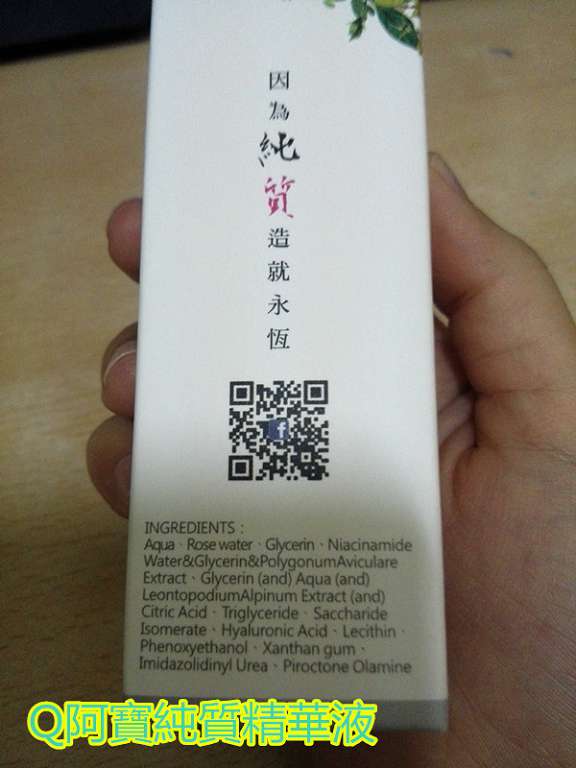 因為純質造就永恆
INGREDIENTS：
Aqua、Rose water、Glycerin、Niacinamide
Water&Glycerin&PolygonumAviculare
Extract、Glycerin (and) Aqua (and)
LeontopodiumAlpinum Extract (and)
Citric Acid、Triglyceride、Saccharide
Isomerate、Hyaluronic Acid、Lecithin、
Phenoxyethanol、Xanthan gum、
Imidazolidinyl Urea、Piroctone Olamine
Q阿寶純質精華液